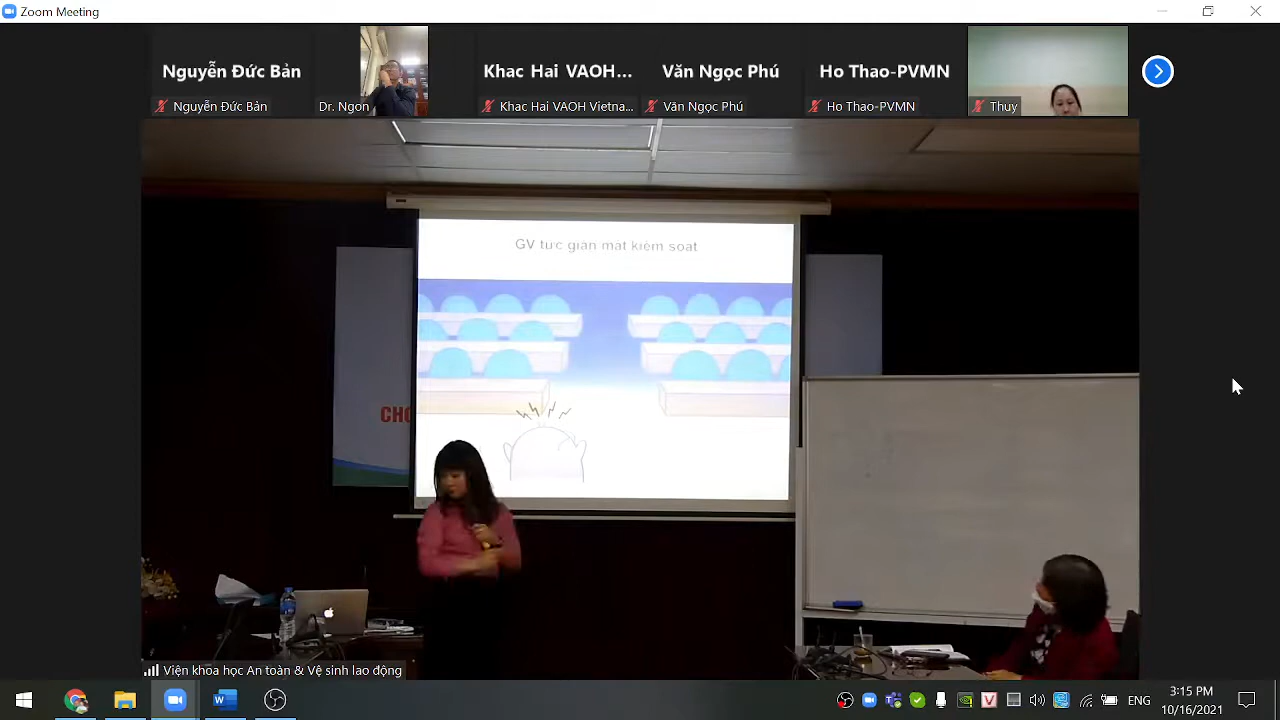 Zoom Meeting
Nguyễn Đức Bản
Khac Hai VAOH...
Văn Ngọc Phú
Ho Thao-PVMN
Nguyễn Đức Bản
Dr. Ngon
Khac Hai VAOH Vietna...
Văn Ngọc Phú
Ho Thao-PVMN
Thuy
GV tức giận mất kiểm soát
CHO
Viện khoa học An toàn & Vệ sinh lao động
ENG
3:15 PM
10/16/2021